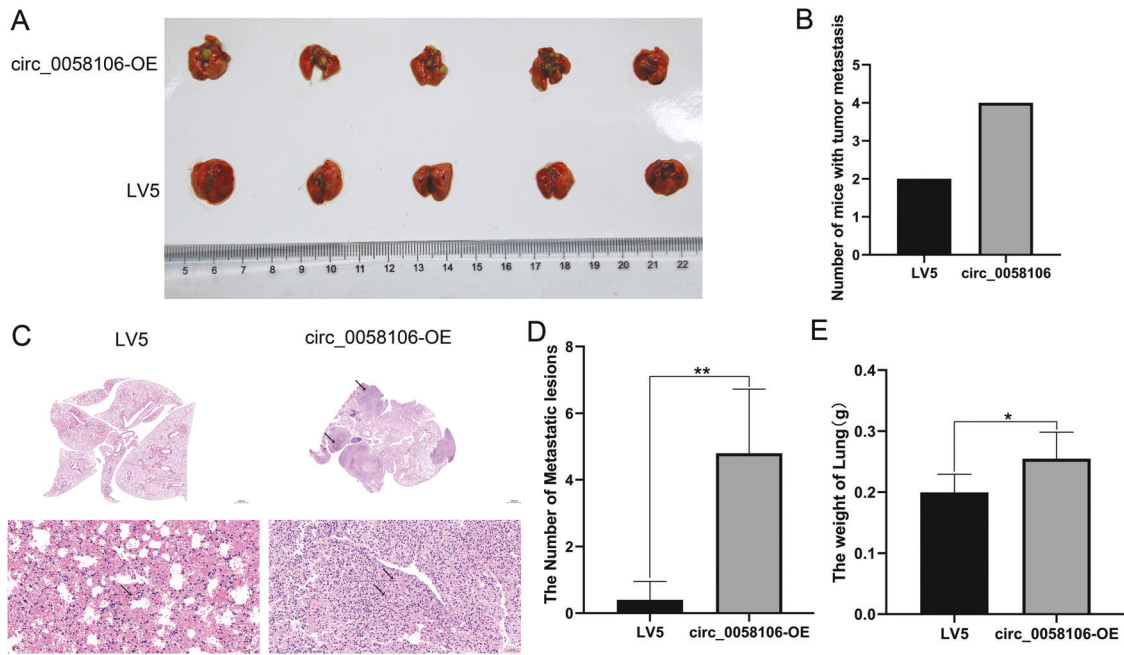 A
circ_0058106-OE
LV5
5 6 7 8 9 10 11 12 13 14 15 16 17 18 19 20 21 22
B
Number of mice with tumor metastasis
5
4
3
2
1
0
LV5 circ_0058106
C
LV5 circ_0058106-OE
D
The Number of Metastatic lesions
8
6
4
2
0
**
LV5 circ_0058106-OE
E
The weight of Lung(g)
0.4
0.3
0.2
0.1
0.0
*
LV5 circ_0058106-OE